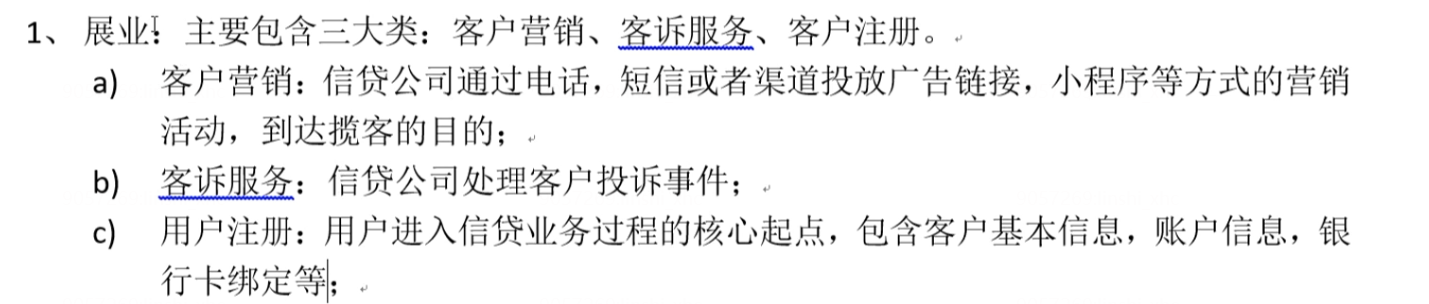 1、 展业：主要包含三大类：客户营销、客诉服务、客户注册。
a) 客户营销：信贷公司通过电话，短信或者渠道投放广告链接，小程序等方式的营销
活动，到达揽客的目的；
b) 客诉服务：信贷公司处理客户投诉事件；
c) 用户注册：用户进入信贷业务过程的核心起点，包含客户基本信息，账户信息，银
行卡绑定等；